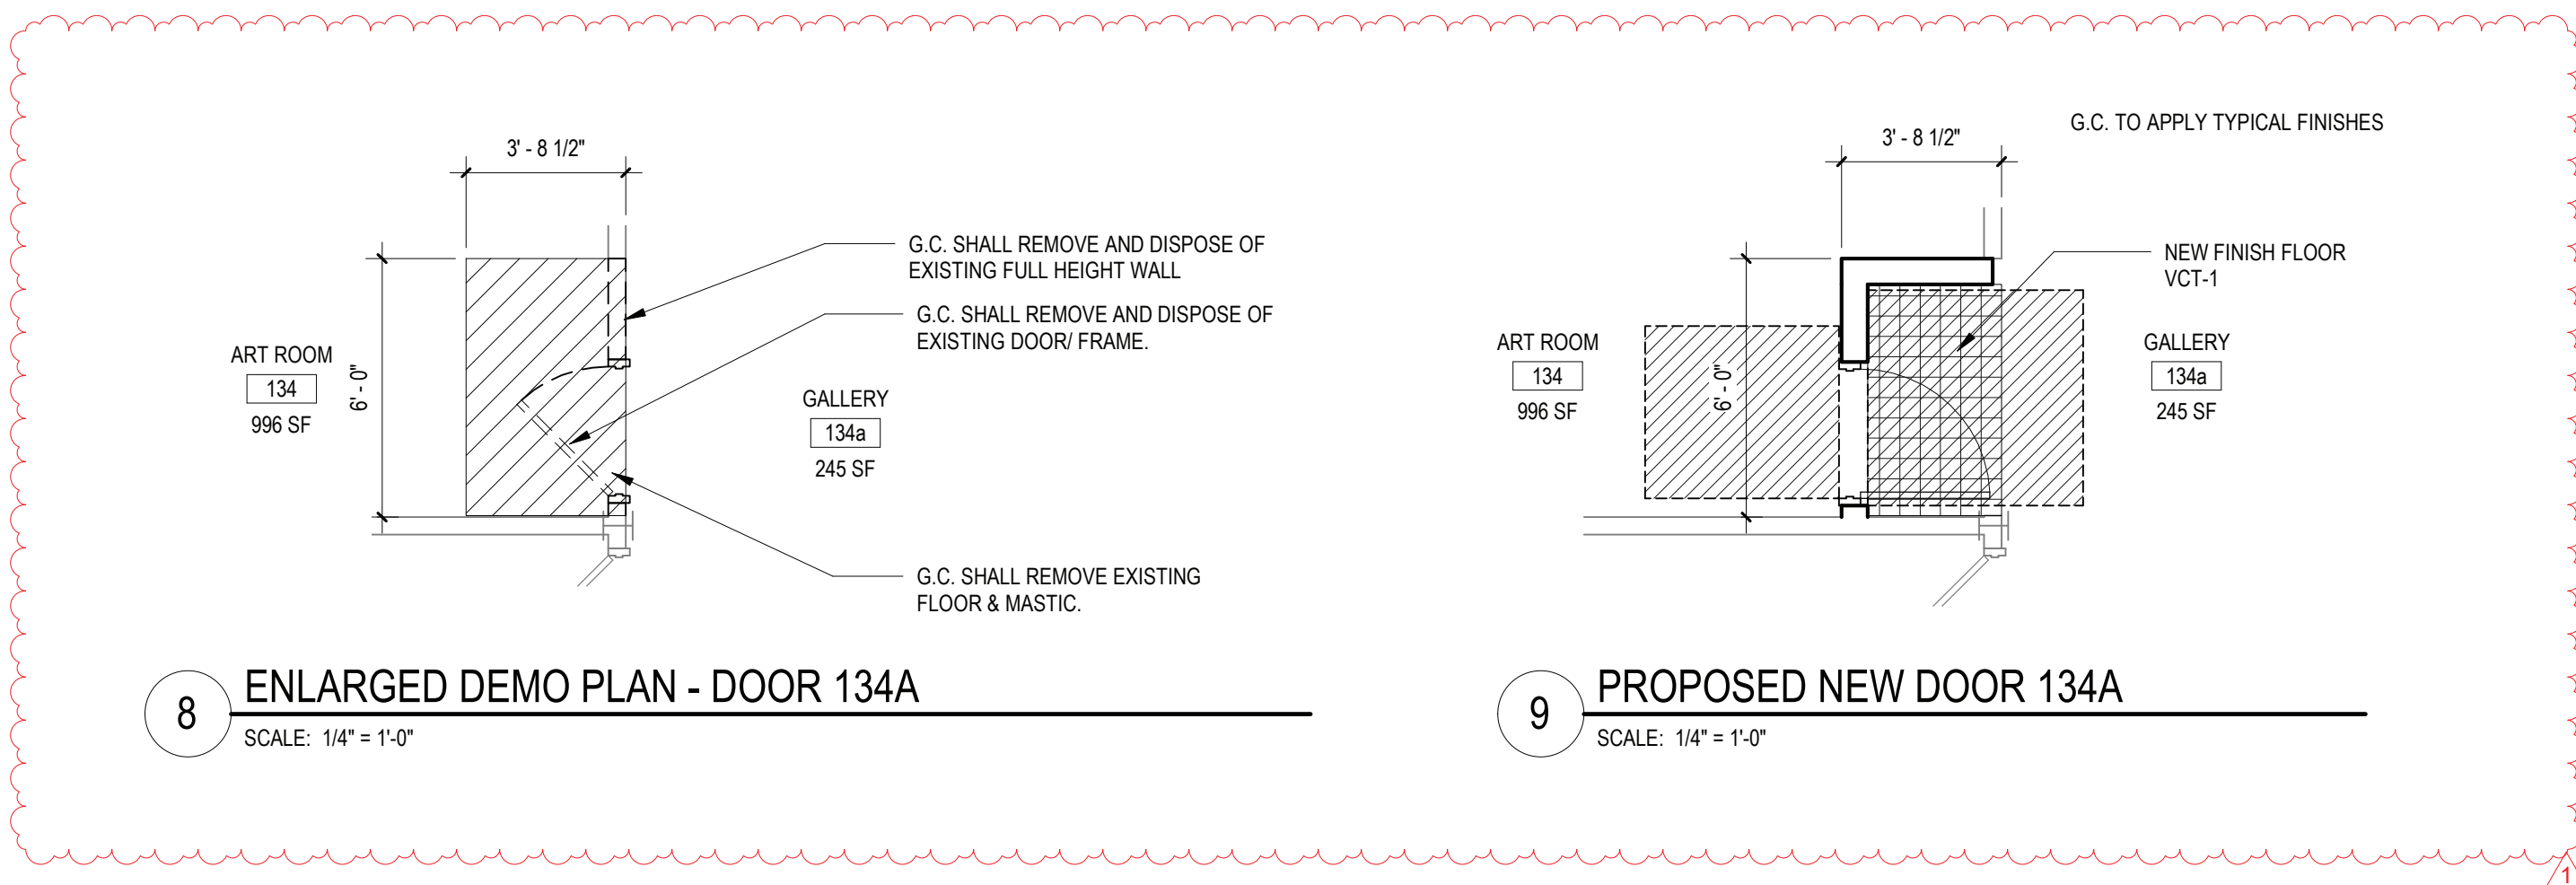 3' - 8 1/2"
G.C. SHALL REMOVE AND DISPOSE OF
EXISTING FULL HEIGHT WALL
G.C. SHALL REMOVE AND DISPOSE OF
EXISTING DOOR/ FRAME.
ART ROOM
134
996 SF
6' - 0"
GALLERY
134a
245 SF
G.C. SHALL REMOVE EXISTING
FLOOR & MASTIC.
8
ENLARGED DEMO PLAN - DOOR 134A
SCALE: 1/4" = 1'-0"
G.C. TO APPLY TYPICAL FINISHES
3' - 8 1/2"
NEW FINISH FLOOR
VCT-1
ART ROOM
134
996 SF
6' - 0"
GALLERY
134a
245 SF
9
PROPOSED NEW DOOR 134A
SCALE: 1/4" = 1'-0"
1